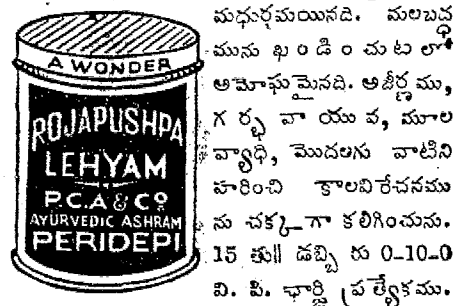 A WONDER
ROJAPUSHPA
LEHYAM
P.C.A & Co
AYURVEDIC ASHRAM
PERIDEPI
మధుర్తమయినది. మలబద్ధ
మును ఖండించుటలో
అమోఘమైనది. అజీర్ణము,
గర్భవాయువు, మూల
వ్యాధి, మొదలగు వాటిని
హరించి కాలవిరేచనము
ను చక్కగా కలిగించును.
15 తు॥ డబ్బి రు 0-10-0
వి. పి. ఛార్జి ప్రత్యేకము.